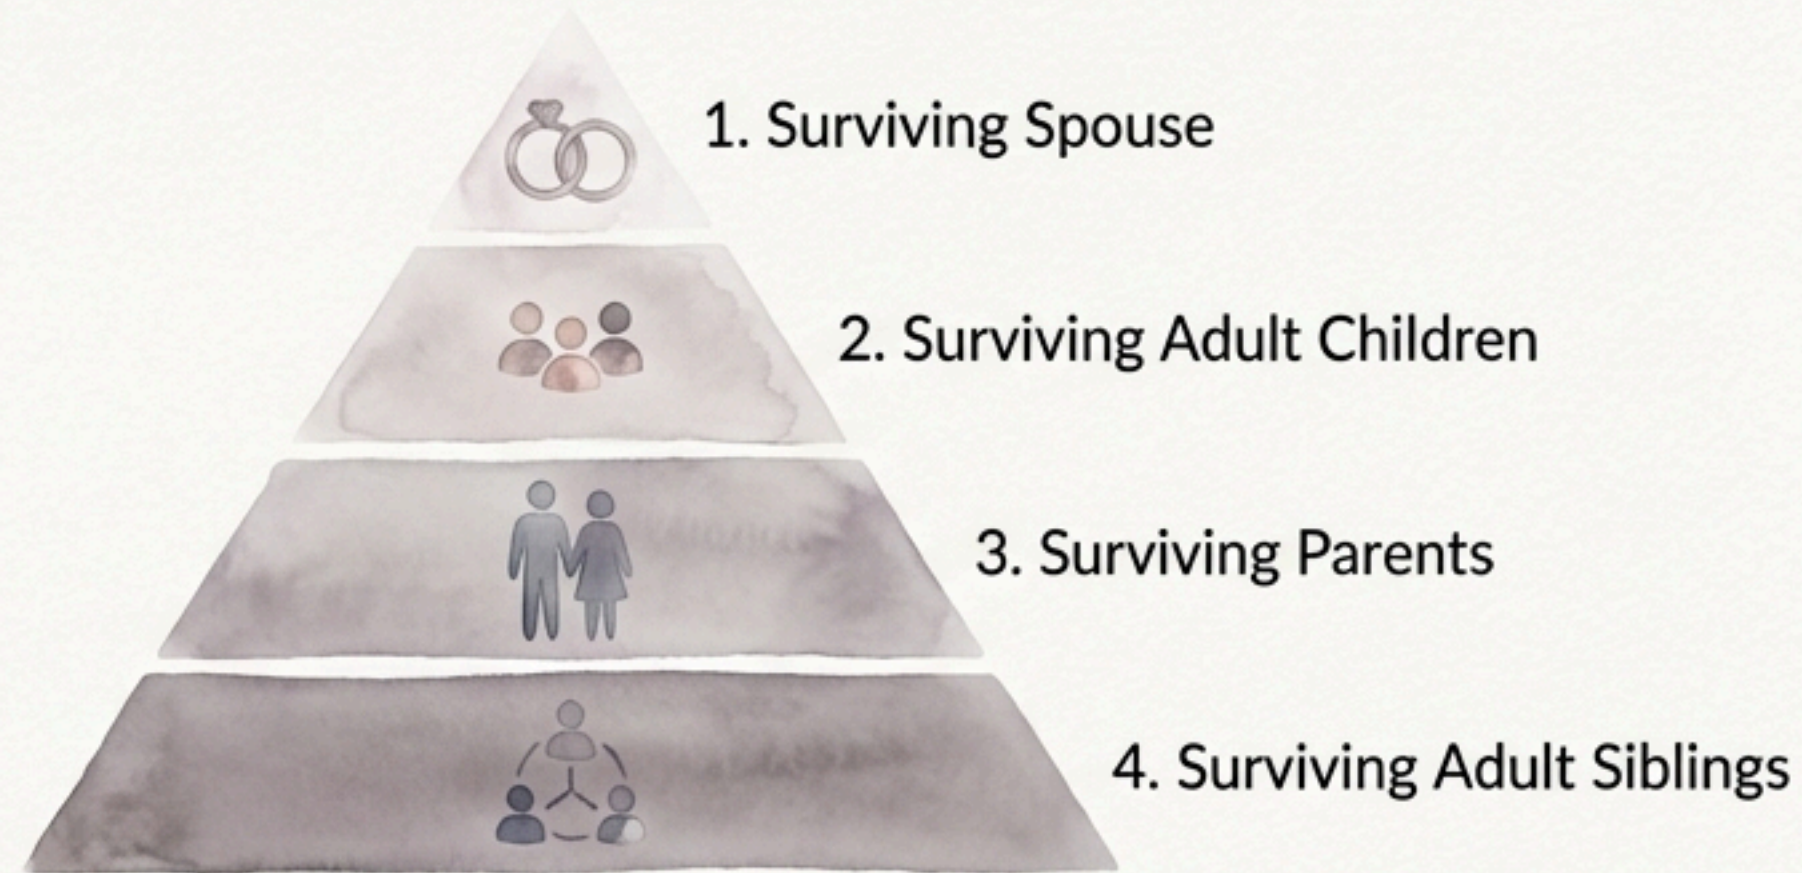 1. Surviving Spouse
2. Surviving Adult Children
3. Surviving Parents
4. Surviving Adult Siblings